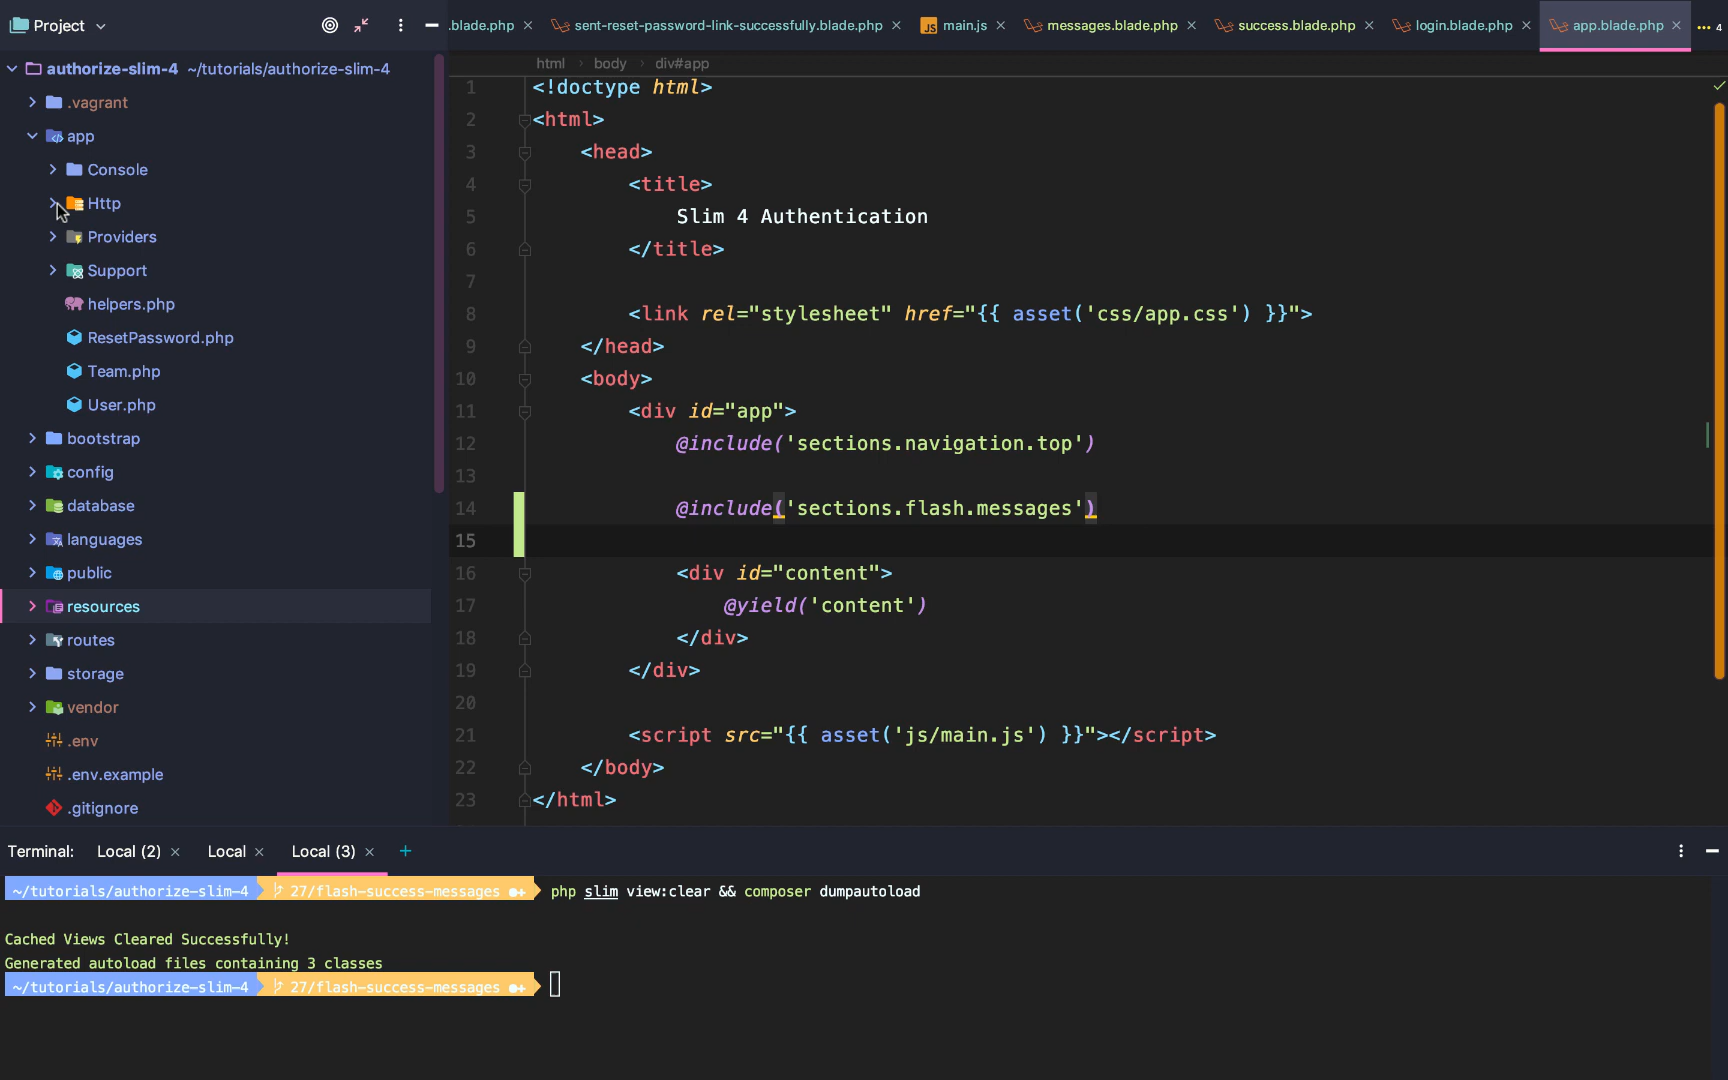 Project
.blade.php
sent-reset-password-link-successfully.blade.php
main.js
messages.blade.php
success.blade.php
login.blade.php
app.blade.php
4
authorize-slim-4 ~/tutorials/authorize-slim-4
.vagrant
app
Console
Http
Providers
Support
helpers.php
ResetPassword.php
Team.php
User.php
bootstrap
config
database
languages
public
resources
routes
storage
vendor
.env
.env.example
.gitignore
html > body > div#app
1 <!doctype html>
2 <html>
3 <head>
4 <title>
5 Slim 4 Authentication
6 </title>
7
8 <link rel="stylesheet" href="{{ asset('css/app.css') }}">
9 </head>
10 <body>
11 <div id="app">
12 @include('sections.navigation.top')
13
14 @include('sections.flash.messages')
15
16 <div id="content">
17 @yield('content')
18 </div>
19 </div>
20
21 <script src="{{ asset('js/main.js') }}"></script>
22 </body>
23 </html>
Terminal: Local (2) × Local × Local (3) × +
~/tutorials/authorize-slim-4 27/flash-success-messages ●+ php slim view:clear && composer dumpautoload
Cached Views Cleared Successfully!
Generated autoload files containing 3 classes
~/tutorials/authorize-slim-4 27/flash-success-messages ●+